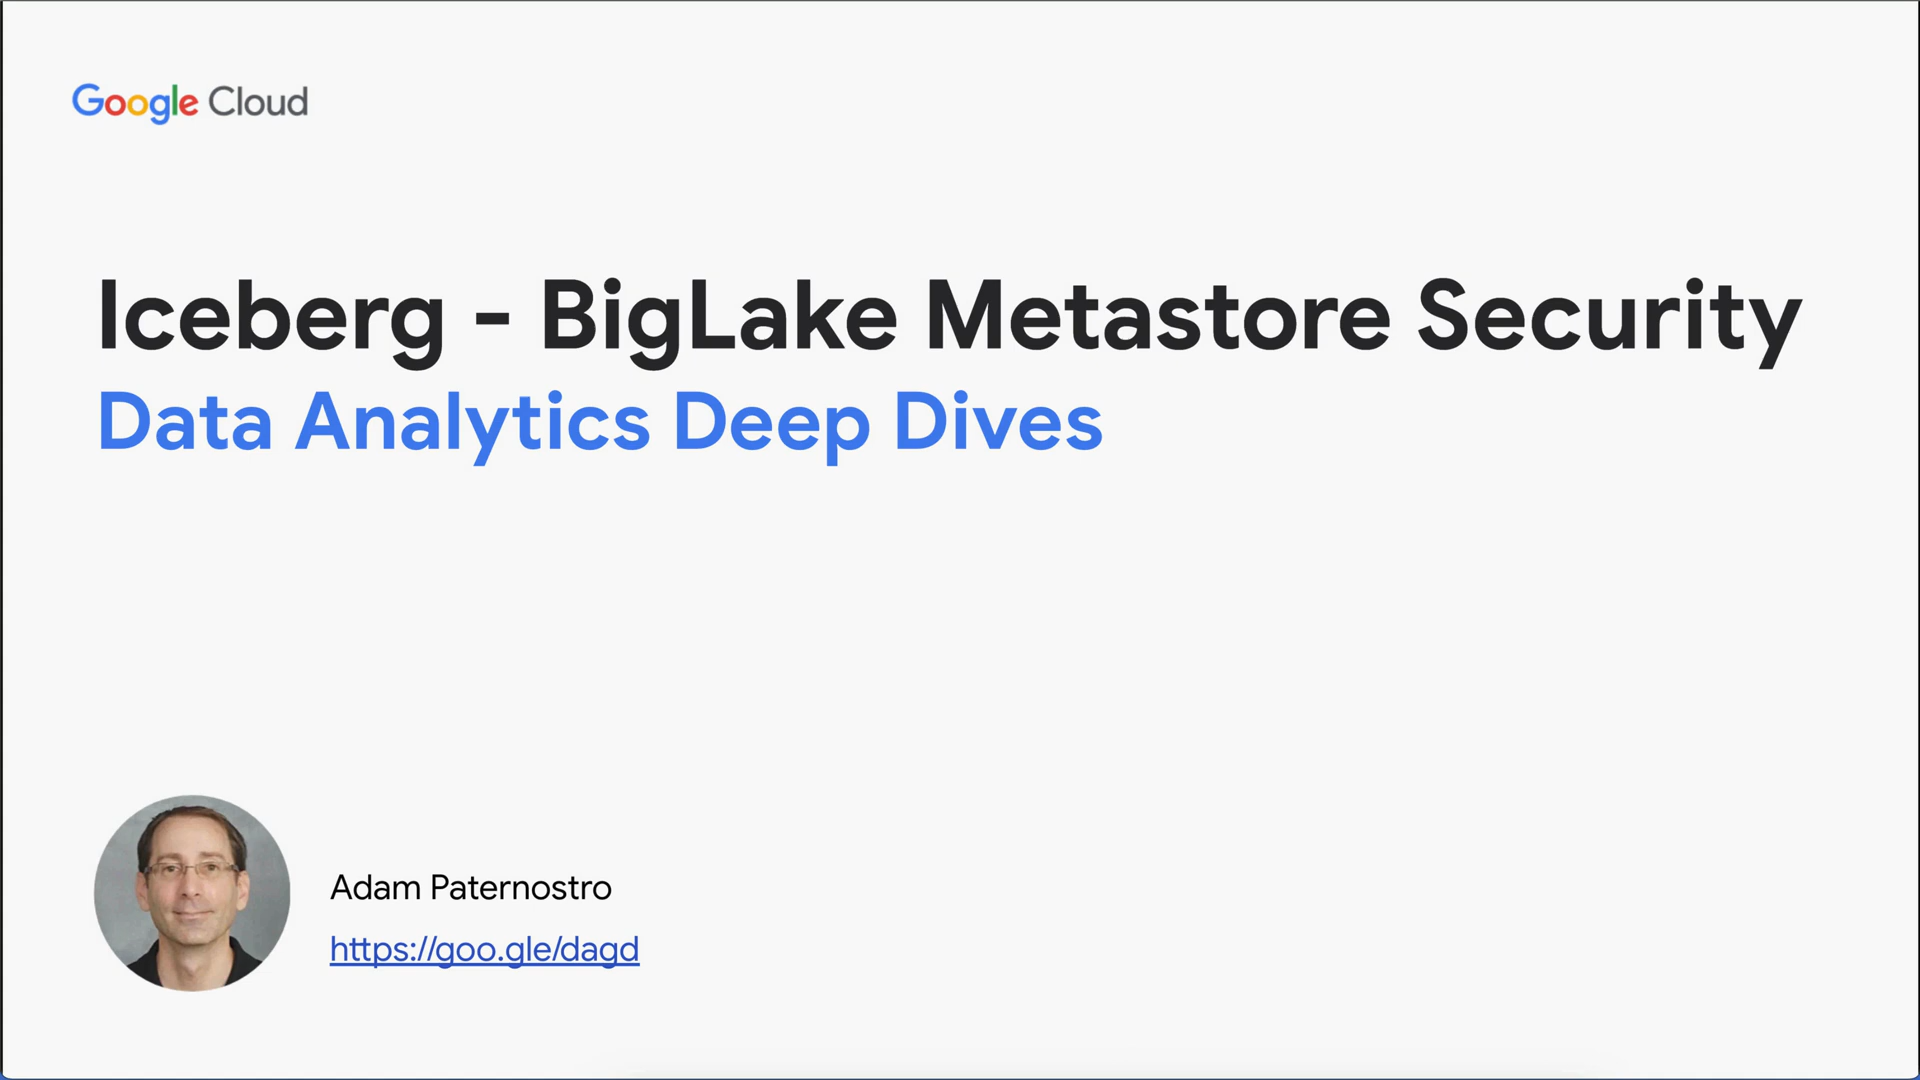 Google Cloud
Iceberg - BigLake Metastore Security
Data Analytics Deep Dives
Adam Paternostro
https://goo.gle/dagd